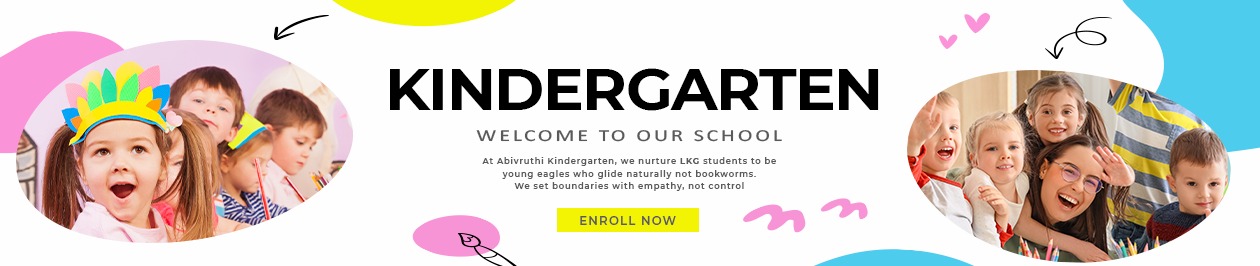 KINDERGARTEN
WELCOME TO OUR SCHOOL
At Abivruthi Kindergarten, we nurture LKG students to be
young eagles who glide naturally not bookworms.
We set boundaries with empathy, not control
ENROLL NOW